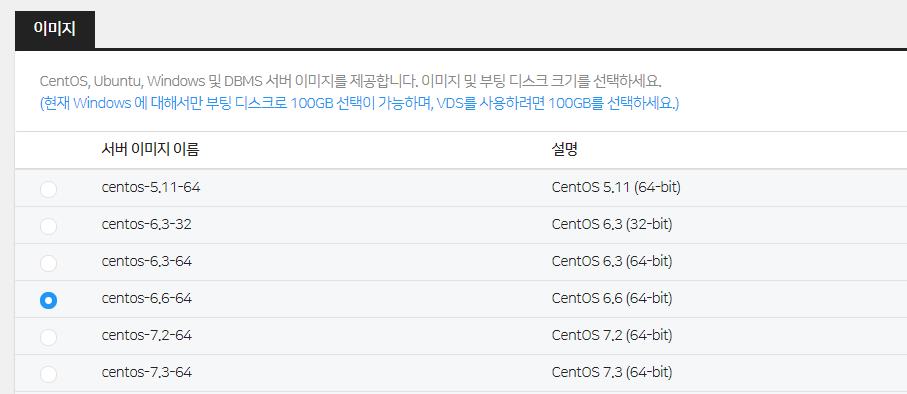 이미지
CentOS, Ubuntu, Windows 및 DBMS 서버 이미지를 제공합니다. 이미지 및 부팅 디스크 크기를 선택하세요.
(현재 Windows 에 대해서만 부팅 디스크로 100GB 선택이 가능하며, VDS를 사용하려면 100GB를 선택하세요.)
서버 이미지 이름 설명
centos-5.11-64 CentOS 5.11 (64-bit)
centos-6.3-32 CentOS 6.3 (32-bit)
centos-6.3-64 CentOS 6.3 (64-bit)
centos-6.6-64 CentOS 6.6 (64-bit)
centos-7.2-64 CentOS 7.2 (64-bit)
centos-7.3-64 CentOS 7.3 (64-bit)